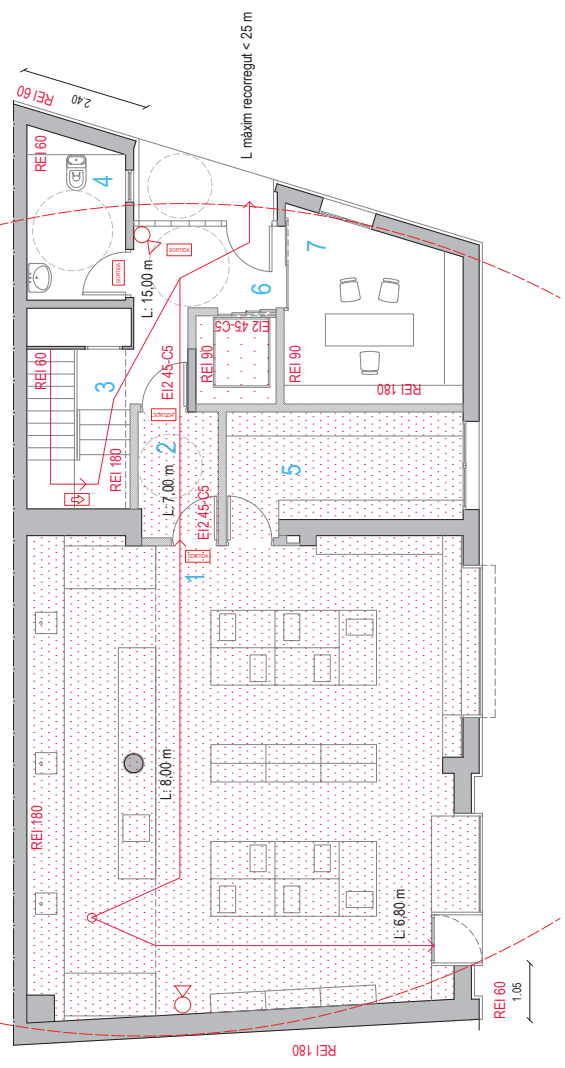 REI 60
2.40
L màxim recorregut < 25 m
REI 60
4
SORTIDA
SORTIDA
L: 15,00 m
REI 60
3
6
7
EI2 45-C5
REI 90
REI 90
EI2 45-C5
REI 180
SORTIDA
REI 180
2
L: 7,00 m
5
EI2 45-C5
SORTIDA
1
REI 180
L: 8,00 m
L: 6,80 m
REI 60
1.05
REI 180